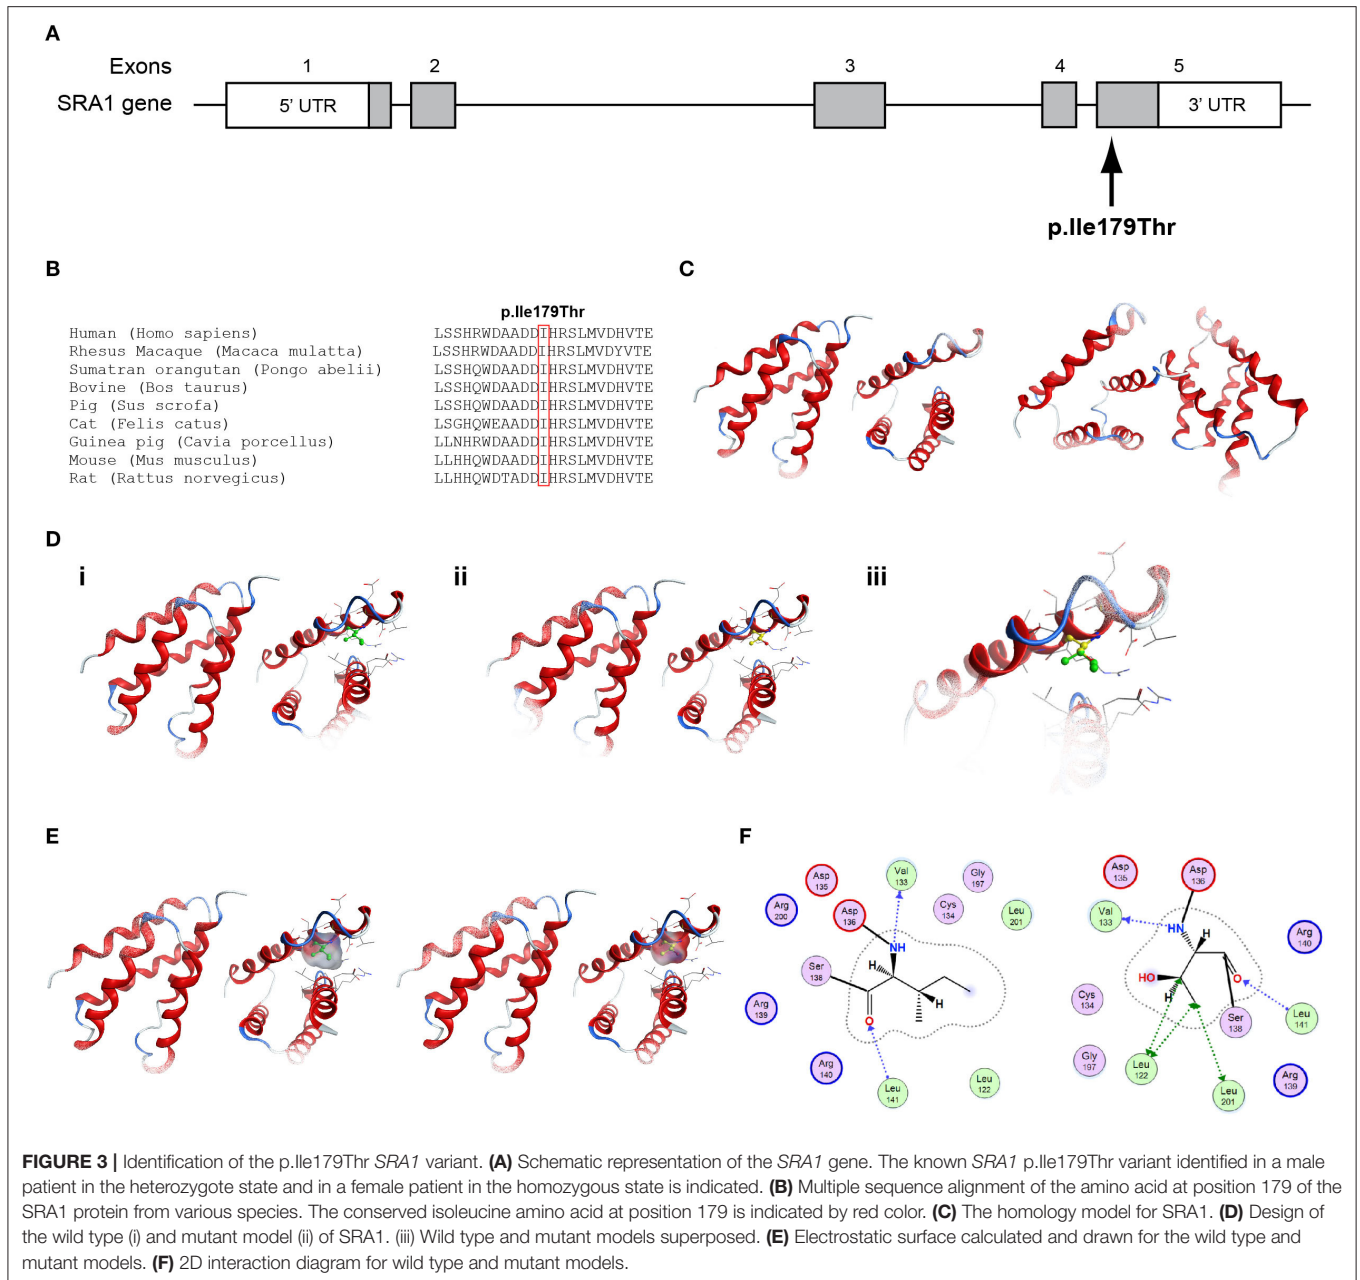 A
Exons 1 2 3 4 5
SRA1 gene 5' UTR 3' UTR
p.Ile179Thr
B
p.Ile179Thr
Human (Homo sapiens) LSSHRWDAADDIHRSLMVDHVTE
Rhesus Macaque (Macaca mulatta) LSSHRWDAADDIHRSLMVDYVTE
Sumatran orangutan (Pongo abelii) LSSHQWDAADDIHRSLMVDHVTE
Bovine (Bos taurus) LSSHQWDAADDIHRSLMVDHVTE
Pig (Sus scrofa) LSSHQWDAADDIHRSLMVDHVTE
Cat (Felis catus) LSGHQWEAADDIHRSLMVDHVTE
Guinea pig (Cavia porcellus) LLNHRWDAADDIHRSLMVDHVTE
Mouse (Mus musculus) LLHHQWDAADDIHRSLMVDHVTE
Rat (Rattus norvegicus) LLHHQWDTADDIHRSLMVDHVTE
C
D
i
ii
iii
E
F
Asp
135
Val
133
Gly
197
Arg
200
Asp
136
Cys
134
Leu
201
NH
H
Ser
138
H
O
Arg
139
Arg
140
Leu
141
Leu
122
Asp
135
Asp
136
Val
133
HN
H
Arg
140
HO
O
H
Cys
134
Ser
138
Leu
141
Gly
197
Leu
122
Leu
201
Arg
139
FIGURE 3 | Identification of the p.Ile179Thr SRA1 variant. (A) Schematic representation of the SRA1 gene. The known SRA1 p.Ile179Thr variant identified in a male
patient in the heterozygote state and in a female patient in the homozygous state is indicated. (B) Multiple sequence alignment of the amino acid at position 179 of the
SRA1 protein from various species. The conserved isoleucine amino acid at position 179 is indicated by red color. (C) The homology model for SRA1. (D) Design of
the wild type (i) and mutant model (ii) of SRA1. (iii) Wild type and mutant models superposed. (E) Electrostatic surface calculated and drawn for the wild type and
mutant models. (F) 2D interaction diagram for wild type and mutant models.